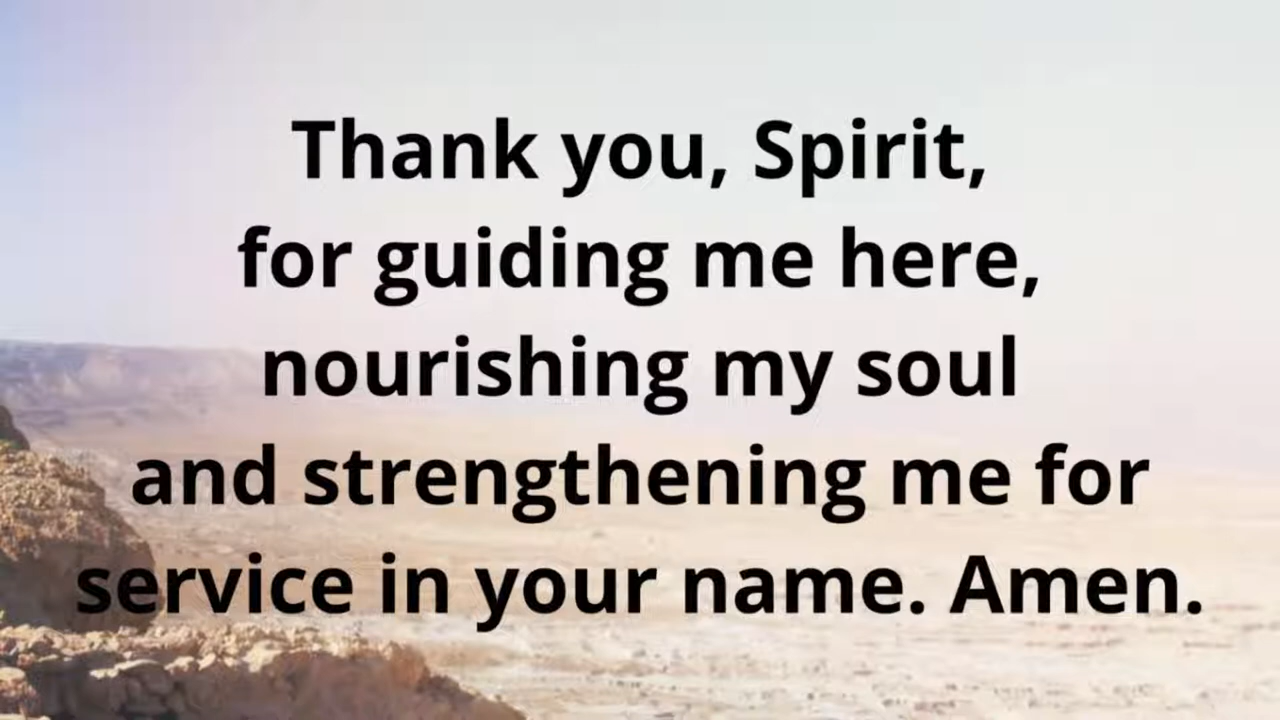 Thank you, Spirit,
for guiding me here,
nourishing my soul
and strengthening me for
service in your name. Amen.